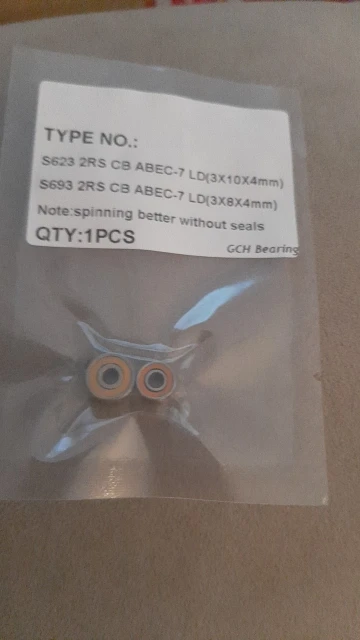 TYPE NO.:
S623 2RS CB ABEC-7 LD(3X10X4mm)
S693 2RS CB ABEC-7 LD(3X8X4mm)
Note:spinning better without seals
QTY:1PCS
GCH Bearing